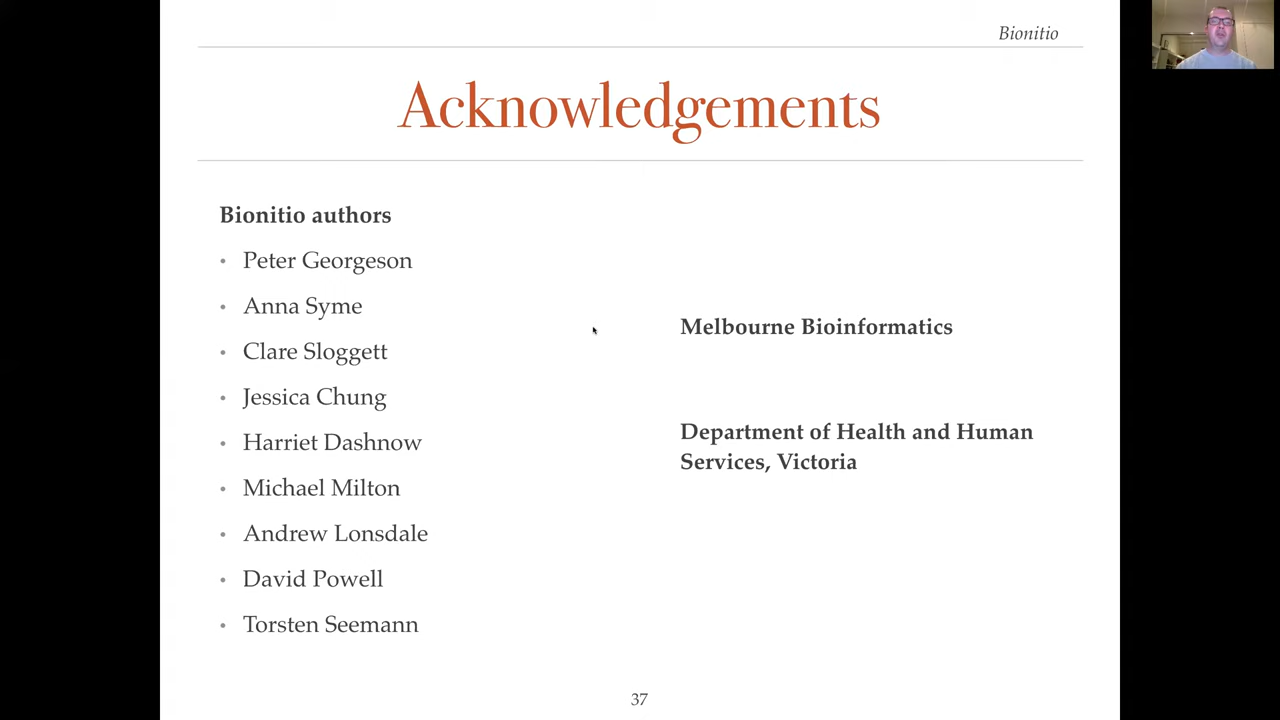 Bionitio
Acknowledgements
Bionitio authors
• Peter Georgeson
• Anna Syme
• Clare Sloggett
• Jessica Chung
• Harriet Dashnow
• Michael Milton
• Andrew Lonsdale
• David Powell
• Torsten Seemann
Melbourne Bioinformatics
Department of Health and Human
Services, Victoria
37